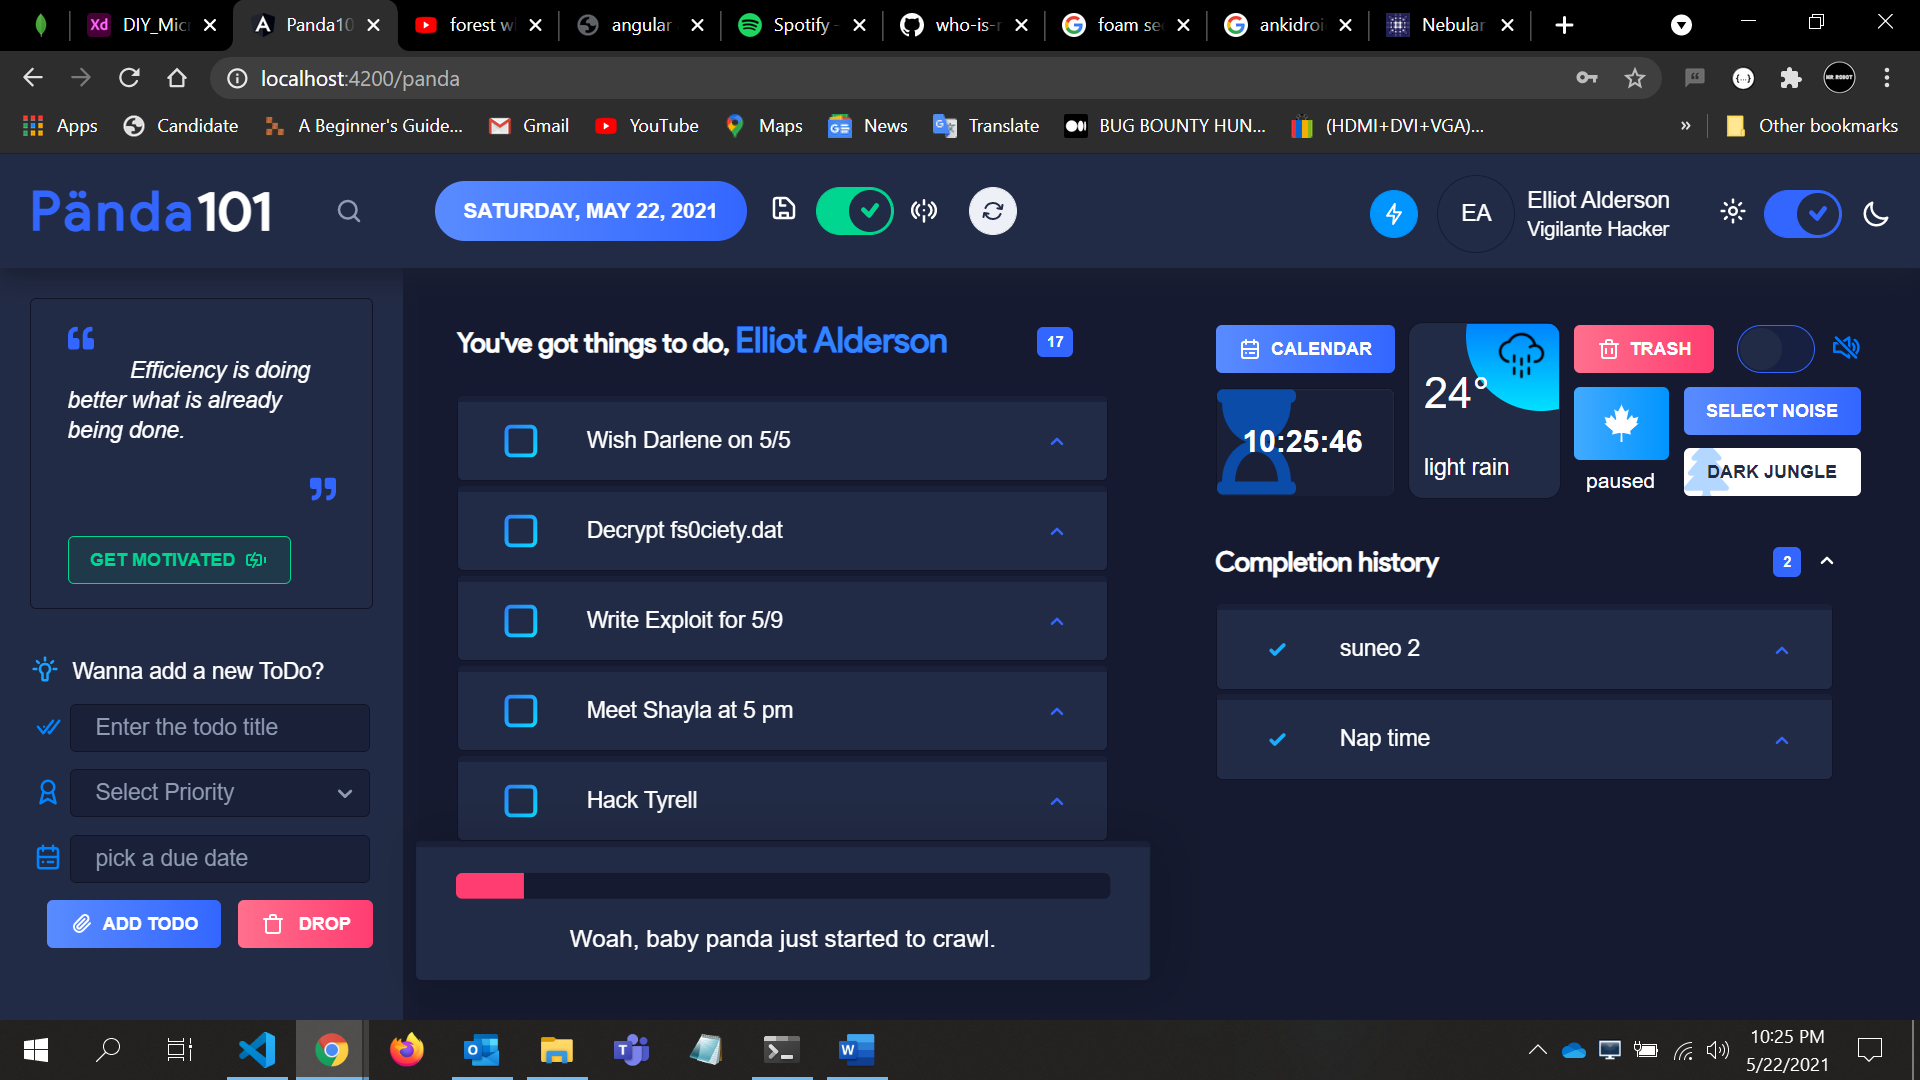 DIY_Mic
Panda10
forest w
angular
Spotify -
who-is-r
foam se
ankidroi
Nebular
localhost:4200/panda
Apps
Candidate
A Beginner's Guide...
Gmail
YouTube
Maps
News
Translate
BUG BOUNTY HUN...
(HDMI+DVI+VGA)...
»
Other bookmarks
Pända101
SATURDAY, MAY 22, 2021
EA
Elliot Alderson
Vigilante Hacker
Efficiency is doing
better what is already
being done.
GET MOTIVATED
Wanna add a new ToDo?
Enter the todo title
Select Priority
pick a due date
ADD TODO
DROP
You've got things to do, Elliot Alderson
17
Wish Darlene on 5/5
Decrypt fs0ciety.dat
Write Exploit for 5/9
Meet Shayla at 5 pm
Hack Tyrell
Woah, baby panda just started to crawl.
CALENDAR
10:25:46
24°
light rain
TRASH
paused
SELECT NOISE
DARK JUNGLE
Completion history
2
suneo 2
Nap time
10:25 PM
5/22/2021